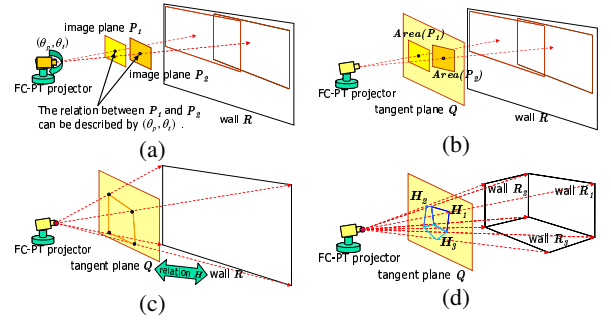 image plane P1
(θp,θt)
FC-PT projector
image plane P2
The relation between P1 and P2
can be described by (θp,θt) .
wall R
(a)
Area(P1)
Area(P2)
FC-PT projector
tangent plane Q
wall R
(b)
FC-PT projector
tangent plane Q
relation H
wall R
(c)
wall R2
wall R1
H2
H1
H3
wall R3
FC-PT projector
tangent plane Q
(d)